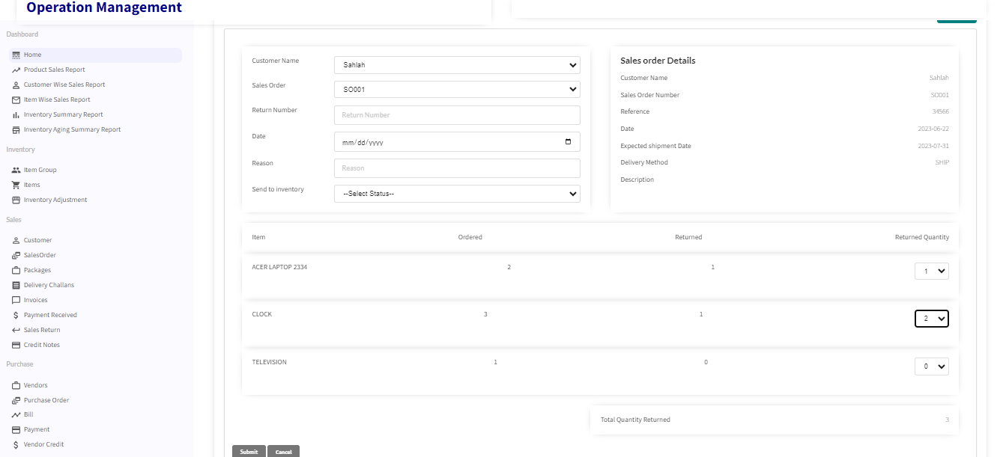 Operation Management
Dashboard
Home
Product Sales Report
Customer Wise Sales Report
Item Wise Sales Report
Inventory Summary Report
Inventory Aging Summary Report
Inventory
Item Group
Items
Inventory Adjustment
Sales
Customer
SalesOrder
Packages
Delivery Challans
Invoices
Payment Received
Sales Return
Credit Notes
Purchase
Vendors
Purchase Order
Bill
Payment
Vendor Credit
Customer Name Sahlah
Sales Order SO001
Return Number Return Number
Date mm/dd/yyyy
Reason Reason
Send to inventory --Select Status--
Sales order Details
Customer Name Sahlah
Sales Order Number SO001
Reference 34566
Date 2023-06-22
Expected shipment Date 2023-07-31
Delivery Method SHIP
Description
Item Ordered Returned Returned Quantity
ACER LAPTOP 2334 2 1 1
CLOCK 3 1 2
TELEVISION 1 0 0
Total Quantity Returned 3
Submit Cancel